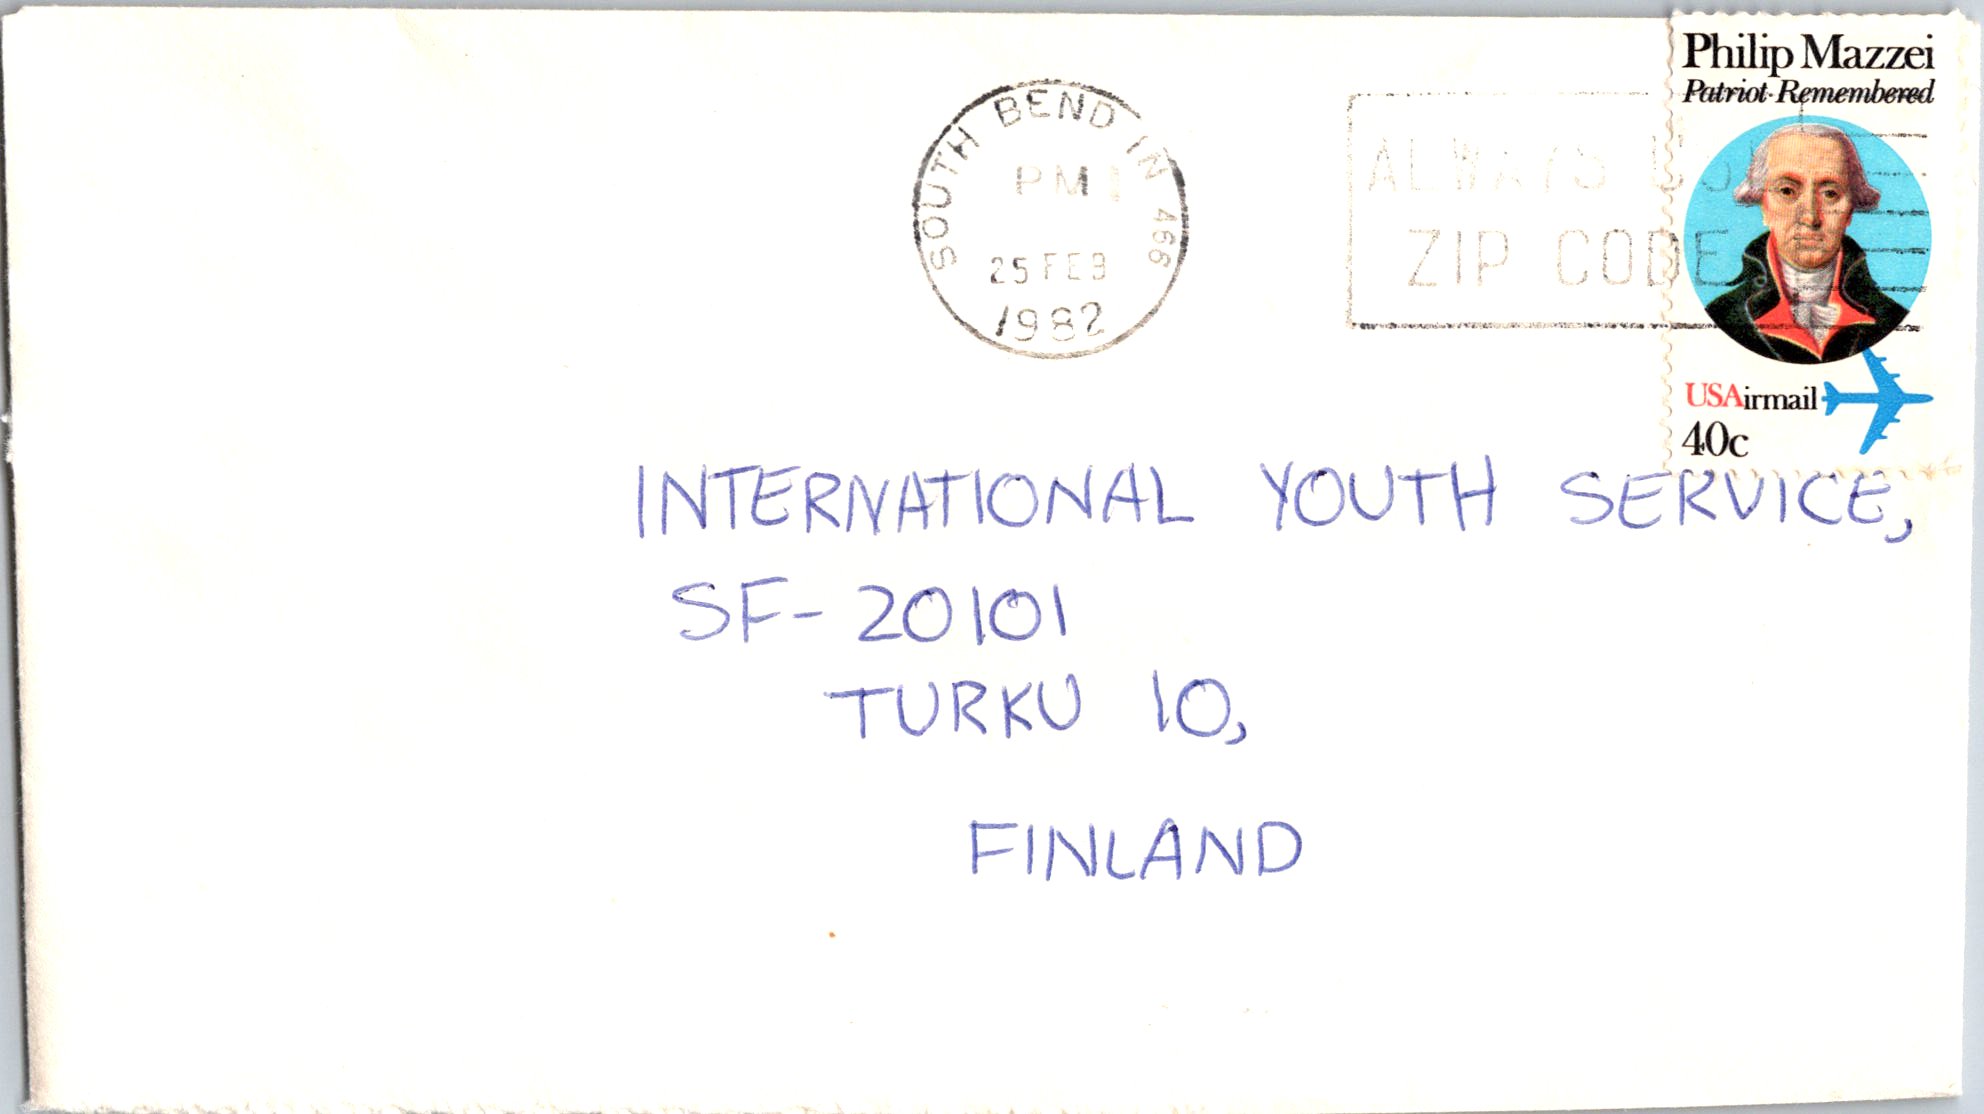 Philip Mazzei
Patriot Remembered
SOUTH BEND IN 466
PM
25 FEB
1982
ALWAYS
ZIP CODE
USAirmail
40c
INTERNATIONAL YOUTH SERVICE,
SF- 20101
TURKU 10,
FINLAND